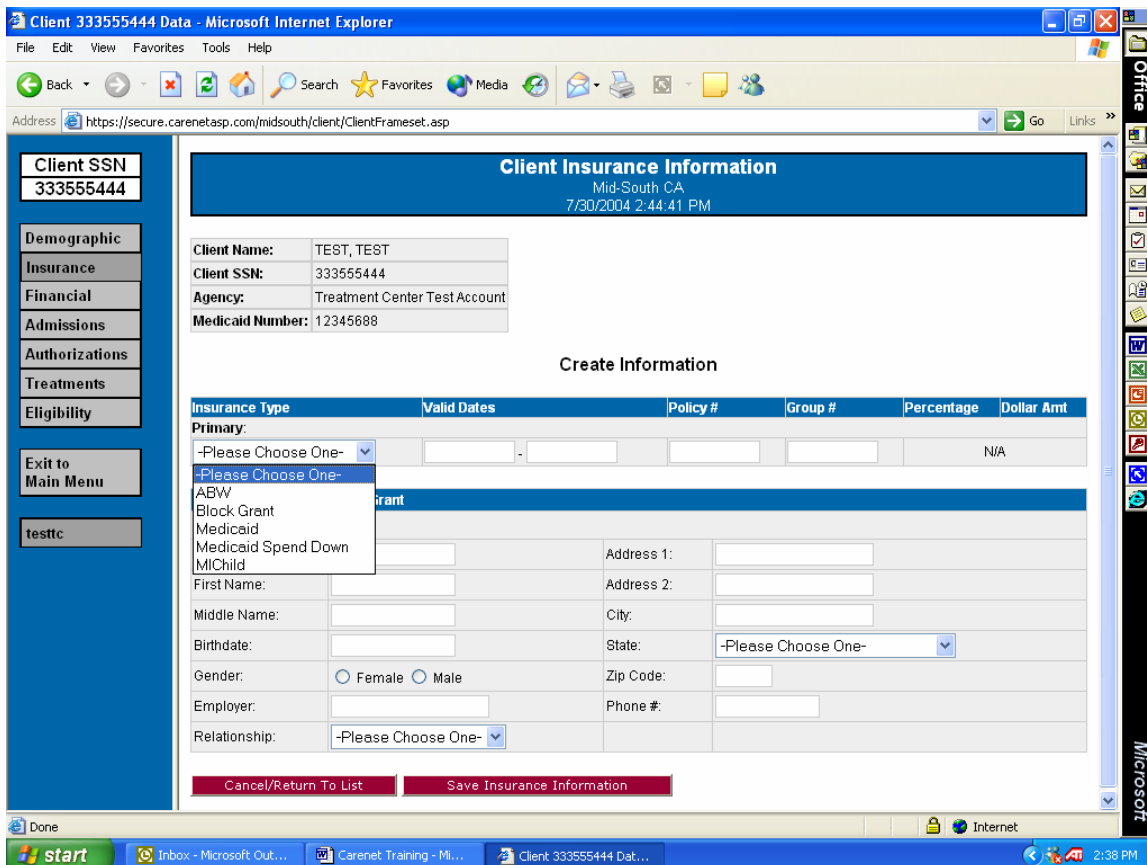 Client 333555444 Data - Microsoft Internet Explorer
File Edit View Favorites Tools Help
Back Search Favorites Media
Address https://secure.carenetasp.com/midsouth/client/ClientFrameset.asp Go Links »
Office
Client SSN
333555444
Demographic
Insurance
Financial
Admissions
Authorizations
Treatments
Eligibility
Exit to
Main Menu
testtc
Client Insurance Information
Mid-South CA
7/30/2004 2:44:41 PM
Client Name: TEST, TEST
Client SSN: 333555444
Agency: Treatment Center Test Account
Medicaid Number: 12345688
Create Information
Insurance Type Valid Dates Policy # Group # Percentage Dollar Amt
Primary:
-Please Choose One- - N/A
-Please Choose One-
ABW
Block Grant
Medicaid
Medicaid Spend Down
MIChild
Grant
Address 1:
First Name: Address 2:
Middle Name: City:
Birthdate: State: -Please Choose One-
Gender: Female Male Zip Code:
Employer: Phone #:
Relationship: -Please Choose One-
Cancel/Return To List Save Insurance Information
Microsoft
Done Internet
start Inbox - Microsoft Out... Carenet Training - Mi... Client 333555444 Dat... 2:38 PM